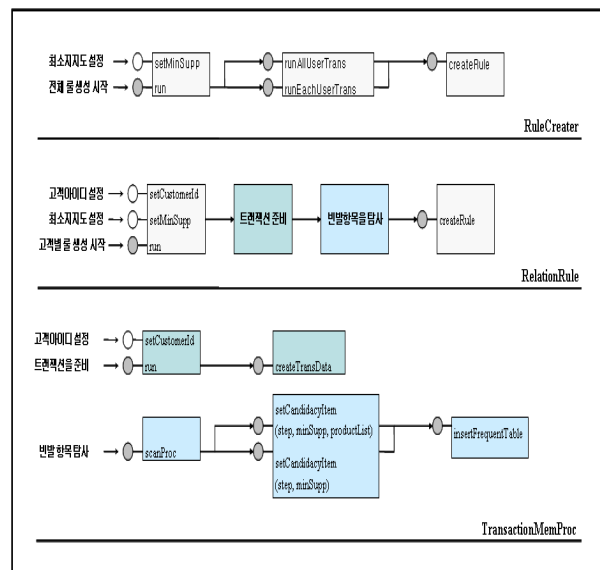 최소지지도 설정
setMinSupp
runAllUserTrans
createRule
전체 룰 생성 시작
run
runEachUserTrans
RuleCreater
고객아이디 설정
setCustomerId
최소지지도 설정
setMinSupp
트랜잭션 준비
빈발항목을 탐사
createRule
고객별 룰 생성 시작
run
RelationRule
고객아이디 설정
setCustomerId
트랜잭션을 준비
run
createTransData
setCandidacyItem
(step, minSupp, productList)
빈발 항목 탐사
scanProc
insertFrequentTable
setCandidacyItem
(step, minSupp)
TransactionMemProc